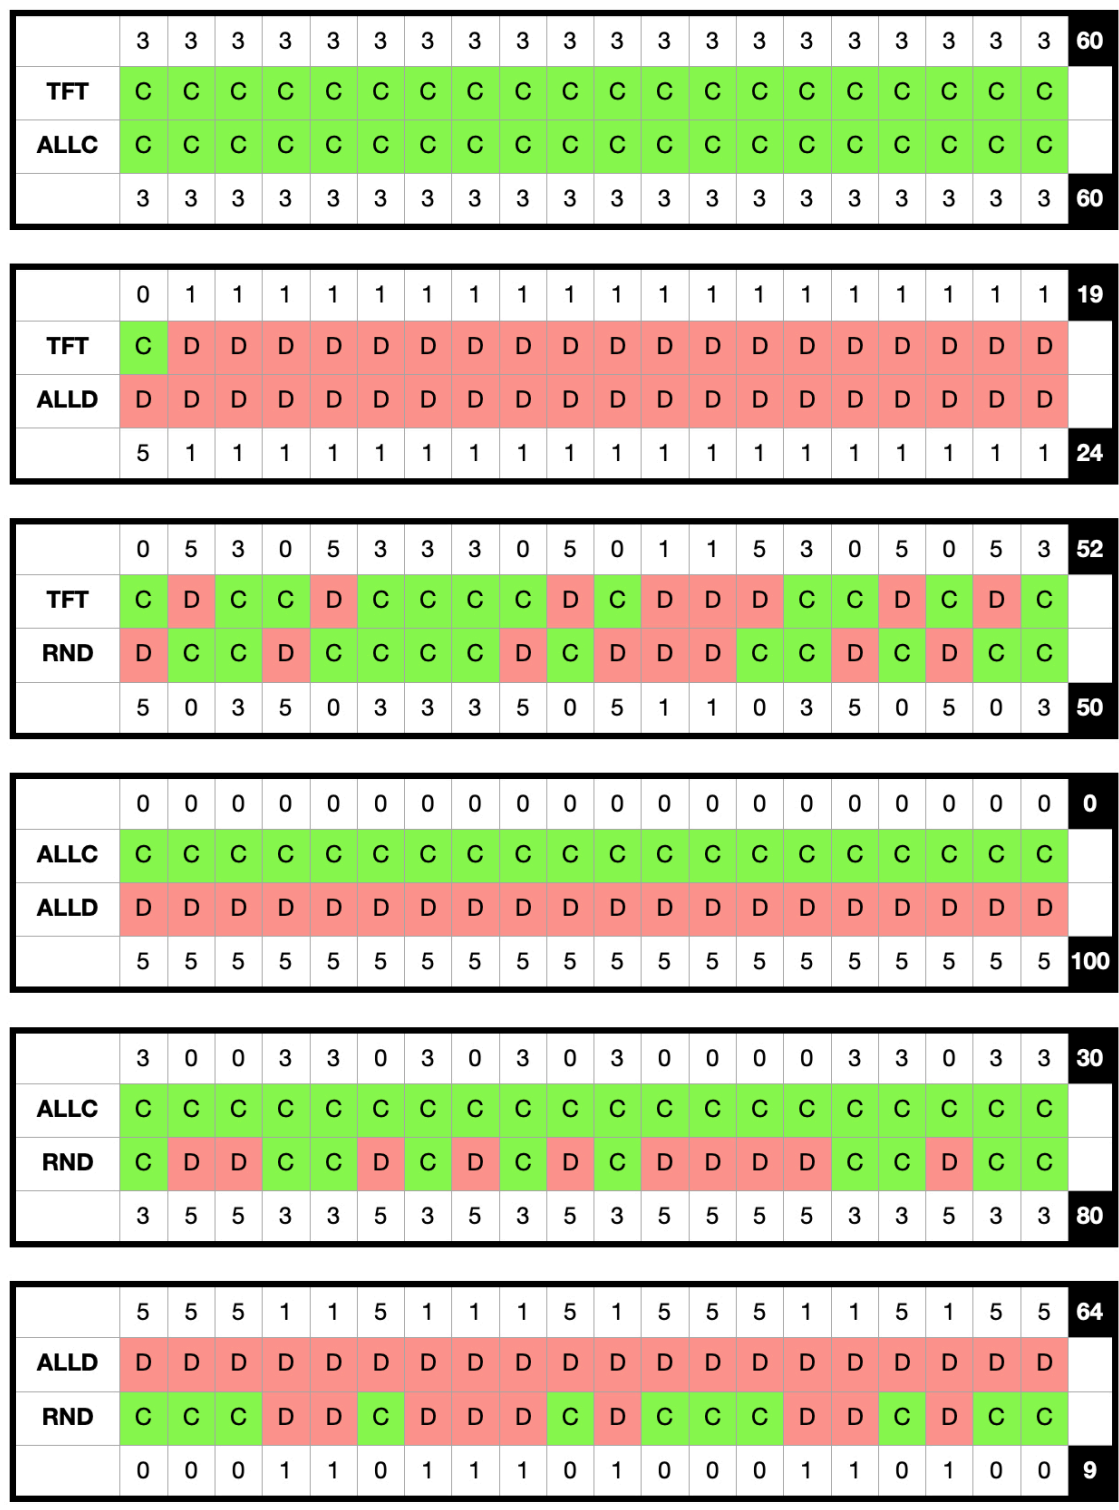 3 3 3 3 3 3 3 3 3 3 3 3 3 3 3 3 3 3 3 3 60
TFT C C C C C C C C C C C C C C C C C C C C
ALLC C C C C C C C C C C C C C C C C C C C C
3 3 3 3 3 3 3 3 3 3 3 3 3 3 3 3 3 3 3 3 60
0 1 1 1 1 1 1 1 1 1 1 1 1 1 1 1 1 1 1 1 19
TFT C D D D D D D D D D D D D D D D D D D D
ALLD D D D D D D D D D D D D D D D D D D D D
5 1 1 1 1 1 1 1 1 1 1 1 1 1 1 1 1 1 1 1 24
0 5 3 0 5 3 3 3 0 5 0 1 1 5 3 0 5 0 5 3 52
TFT C D C C D C C C C D C D D D C C D C D C
RND D C C D C C C C D C D D D C C D C D C C
5 0 3 5 0 3 3 3 5 0 5 1 1 0 3 5 0 5 0 3 50
0 0 0 0 0 0 0 0 0 0 0 0 0 0 0 0 0 0 0 0 0
ALLC C C C C C C C C C C C C C C C C C C C C
ALLD D D D D D D D D D D D D D D D D D D D D
5 5 5 5 5 5 5 5 5 5 5 5 5 5 5 5 5 5 5 5 100
3 0 0 3 3 0 3 0 3 0 3 0 0 0 0 3 3 0 3 3 30
ALLC C C C C C C C C C C C C C C C C C C C C
RND C D D C C D C D C D C D D D D C C D C C
3 5 5 3 3 5 3 5 3 5 3 5 5 5 5 3 3 5 3 3 80
5 5 5 1 1 5 1 1 1 5 1 5 5 5 1 1 5 1 5 5 64
ALLD D D D D D D D D D D D D D D D D D D D D
RND C C C D D C D D D C D C C C D D C D C C
0 0 0 1 1 0 1 1 1 0 1 0 0 0 1 1 0 1 0 0 9